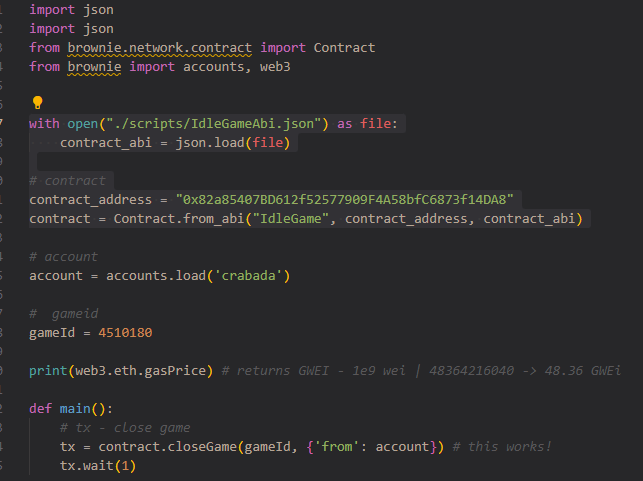 import json
import json
from brownie.network.contract import Contract
from brownie import accounts, web3
with open("./scripts/IdleGameAbi.json") as file:
contract_abi = json.load(file)
# contract
contract_address = "0x82a85407BD612f52577909F4A58bfC6873f14DA8"
contract = Contract.from_abi("IdleGame", contract_address, contract_abi)
# account
account = accounts.load('crabada')
#  gameid
gameId = 4510180
print(web3.eth.gasPrice) # returns GWEI - 1e9 wei | 48364216040 -> 48.36 GWEi
def main():
# tx - close game
tx = contract.closeGame(gameId, {'from': account}) # this works!
tx.wait(1)